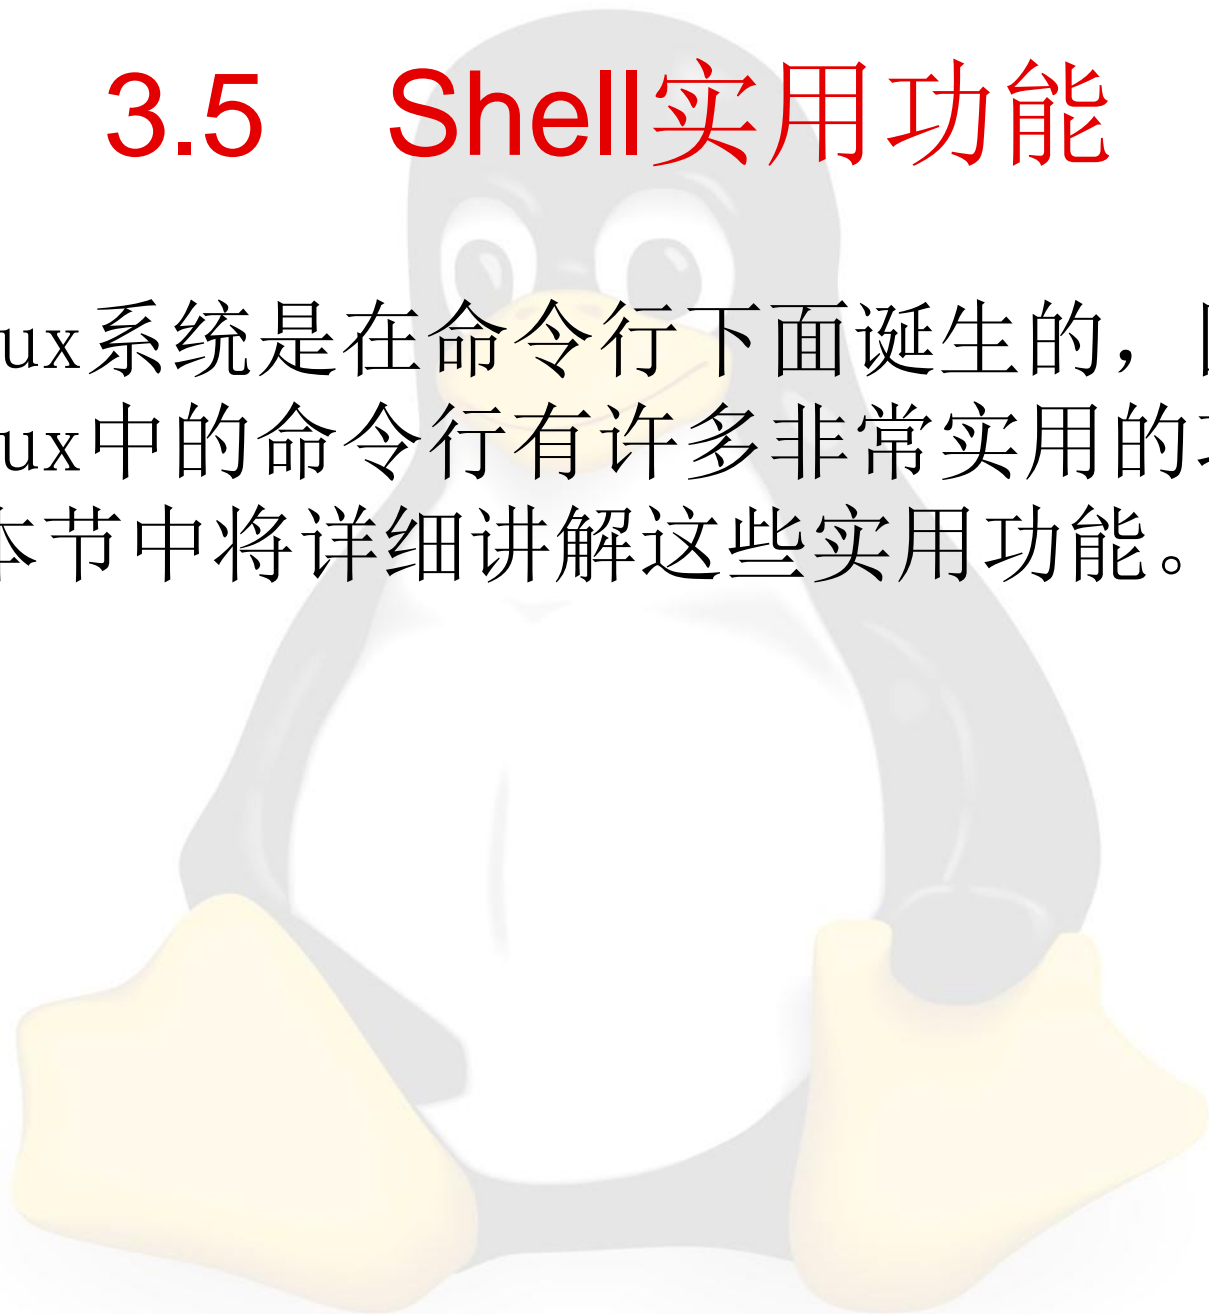 3.5 Shell实用功能
ux系统是在命令行下面诞生的，
ux中的命令行有许多非常实用的
本节中将详细讲解这些实用功能。